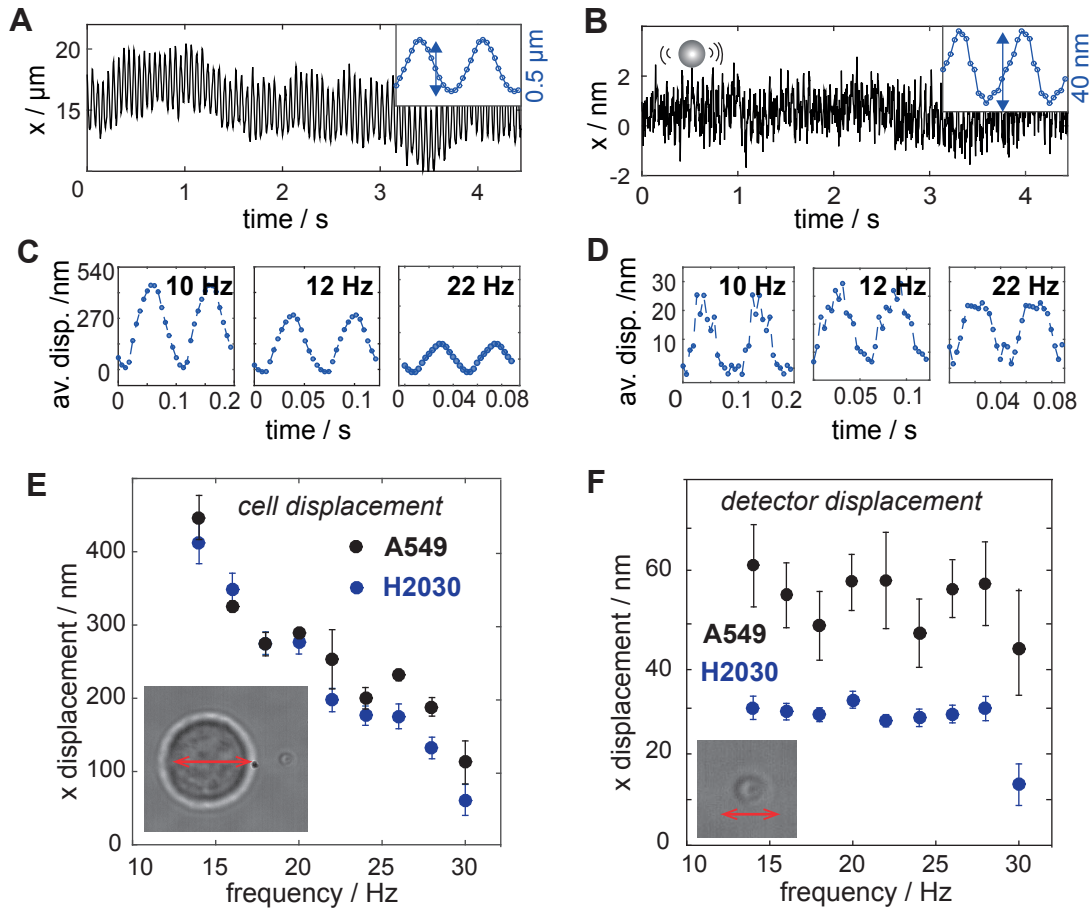 A
x / µm
20
15
0
1
2
3
4
time / s
0.5 µm
B
x / nm
2
0
-2
0
1
2
3
4
time / s
40 nm
C
av. disp. /nm
540
270
0
10 Hz
12 Hz
22 Hz
0
0.1
0.2
0
0.05
0.1
0
0.04
0.08
time / s
D
av. disp. /nm
30
20
10
10 Hz
12 Hz
22 Hz
0
0.1
0.2
0.05
0.1
0.04
0.08
time / s
E
cell displacement
A549
H2030
x displacement / nm
400
300
200
100
0
10
15
20
25
30
frequency / Hz
F
detector displacement
A549
H2030
x displacement / nm
60
40
20
0
10
15
20
25
30
frequency / Hz